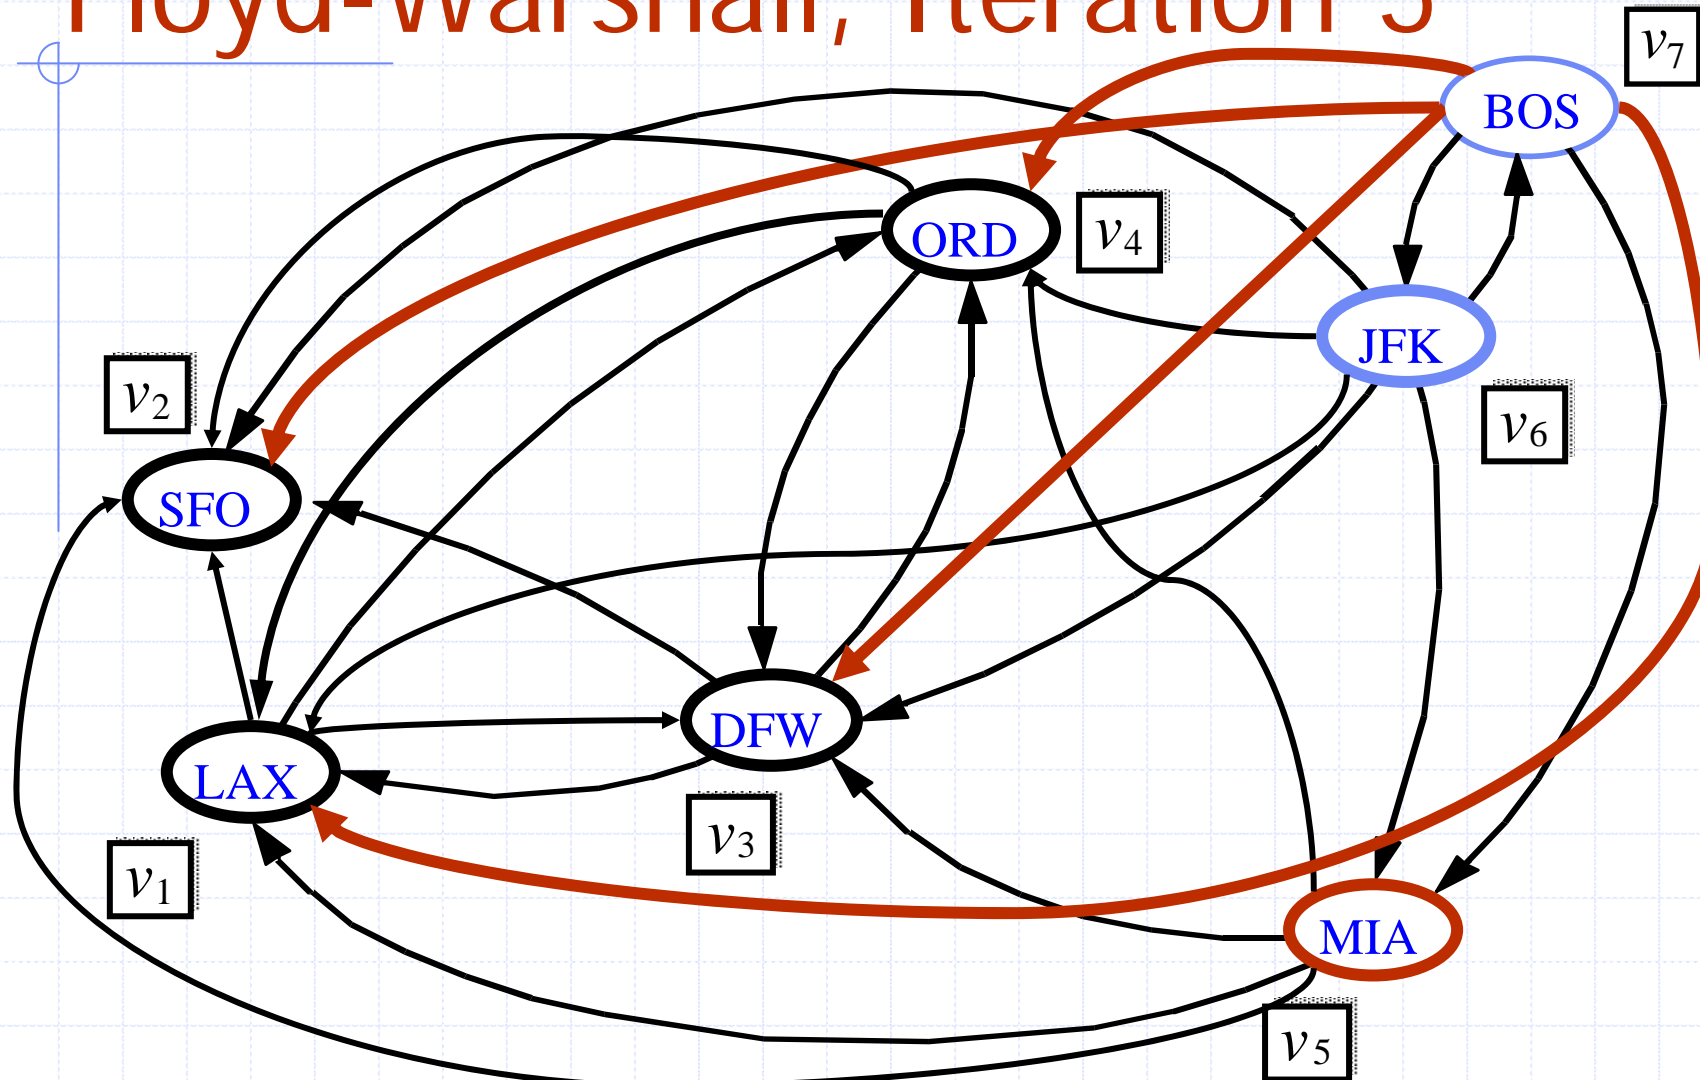 Floyd-Warshall, Iteration 5
v7
BOS
ORD
v4
JFK
v2
v6
SFO
DFW
LAX
v3
v1
MIA
v5